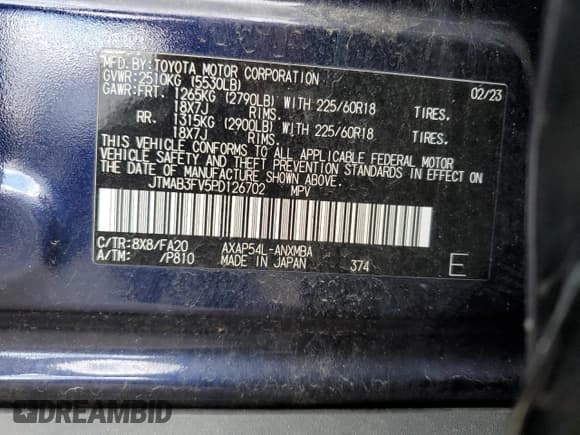 MFD. BY: TOYOTA MOTOR CORPORATION 02/23
GVWR: 2510KG (5530LB)
GAWR: FRT. 1265KG (2790LB) WITH 225/60R18 TIRES.
18X7J RIMS.
RR. 1315KG (2900LB) WITH 225/60R18 TIRES.
18X7J RIMS.
THIS VEHICLE CONFORMS TO ALL APPLICABLE FEDERAL MOTOR
VEHICLE SAFETY AND THEFT PREVENTION STANDARDS IN EFFECT ON
THE DATE OF MANUFACTURE SHOWN ABOVE.
JTMAB3FV5PD126702 MPV
C/TR: 8X8/FA20 AXAP54L-ANXMBA
A/TM: /P810 MADE IN JAPAN 374 E
DREAMBID